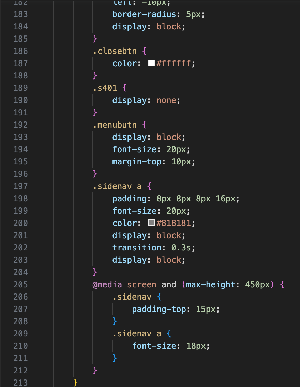 182 left: -10px;
183 border-radius: 5px;
184 display: block;
185 }
186 .closebtn {
187 color: #ffffff;
188 }
189 .s401 {
190 display: none;
191 }
192 .menubutn {
193 display: block;
194 font-size: 20px;
195 margin-top: 10px;
196 }
197 .sidenav a {
198 padding: 8px 8px 8px 16px;
199 font-size: 20px;
200 color: #818181;
201 display: block;
202 transition: 0.3s;
203 display: block;
204 }
205 @media screen and (max-height: 450px) {
206 .sidenav {
207 padding-top: 15px;
208 }
209 .sidenav a {
210 font-size: 18px;
211 }
212 }
213 }